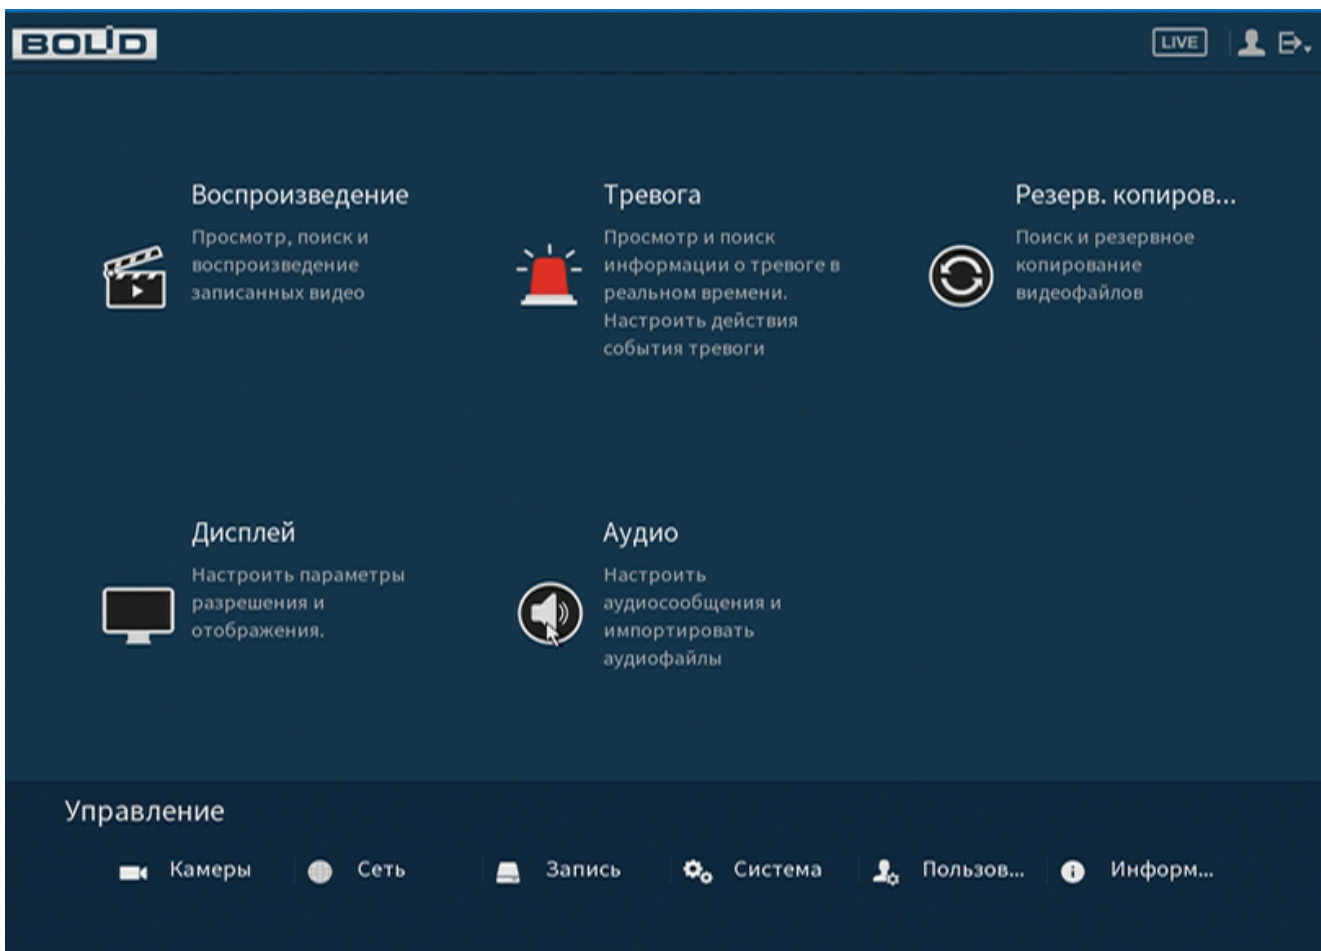 BOLID
LIVE
Воспроизведение
Просмотр, поиск и
воспроизведение
записанных видео
Тревога
Просмотр и поиск
информации о тревоге в
реальном времени.
Настроить действия
события тревоги
Резерв. копиров...
Поиск и резервное
копирование
видеофайлов
Дисплей
Настроить параметры
разрешения и
отображения.
Аудио
Настроить
аудиосообщения и
импортировать
аудиофайлы
Управление
Камеры
Сеть
Запись
Система
Пользов...
Информ...